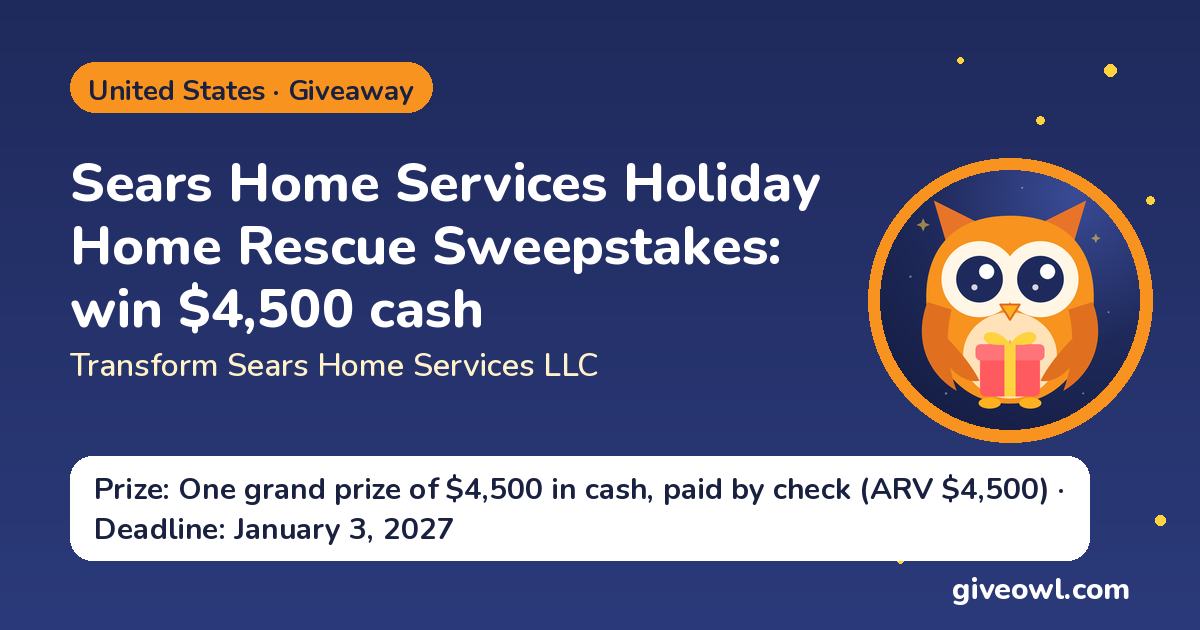 United States · Giveaway
Sears Home Services Holiday
Home Rescue Sweepstakes:
win $4,500 cash
Transform Sears Home Services LLC
Prize: One grand prize of $4,500 in cash, paid by check (ARV $4,500) ·
Deadline: January 3, 2027
giveowl.com